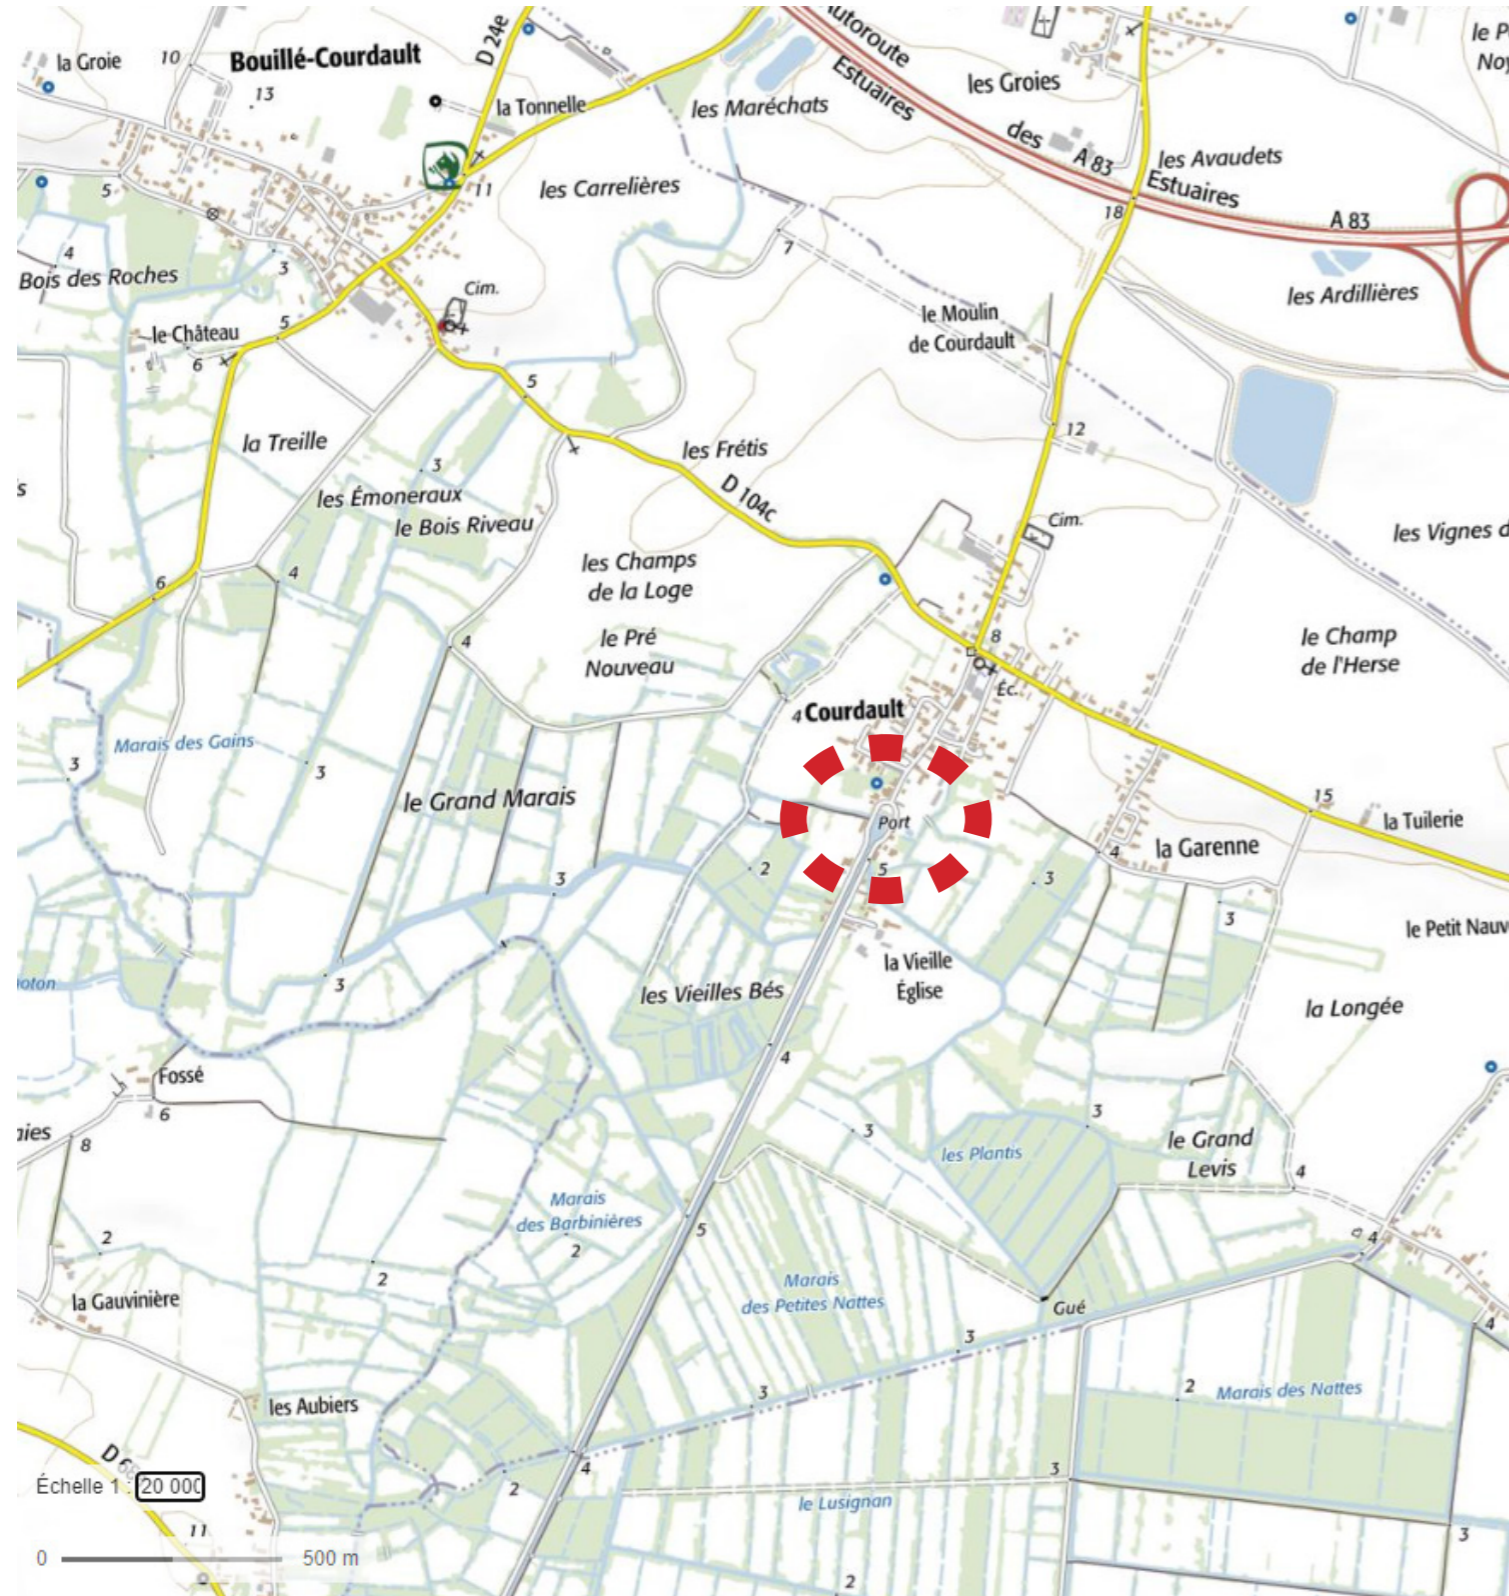 la Groie
10
Bouillé-Courdault
13
D 24e
la Tonnelle
les Maréchats
Autoroute
Estuaires
les Groies
des
A 83
les Avaudets
Estuaires
18
A 83
les Ardillières
5
11
les Carrelières
4
Bois des Roches
3
7
Cim.
le Château
5
6
le Moulin
de Courdault
5
12
la Treille
3
les Émoneraux
le Bois Riveau
les Frétis
D 104c
Cim.
les Vignes d
les Champs
de la Loge
6
4
le Pré
Nouveau
4
8
Éc.
le Champ
de l'Herse
4
Courdault
Marais des Gains
3
3
le Grand Marais
15
la Tuilerie
Port
2
5
4
la Garenne
3
3
3
le Petit Nauv
3
la Vieille
Église
les Vieilles Bés
la Longée
4
Fossé
6
8
3
3
les Plantis
le Grand
Levis
4
Marais
des Barbinières
2
5
2
2
4
la Gauvinière
Marais
des Petites Nattes
Gué
3
4
2
Marais des Nattes
3
les Aubiers
D 68
Échelle 1 : 20 000
4
2
3
le Lusignan
3
11
0
500 m
2